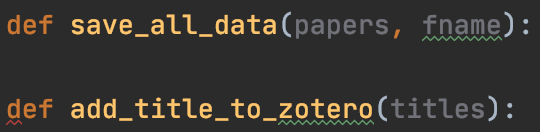 def save_all_data(papers, fname):
def add_title_to_zotero(titles):